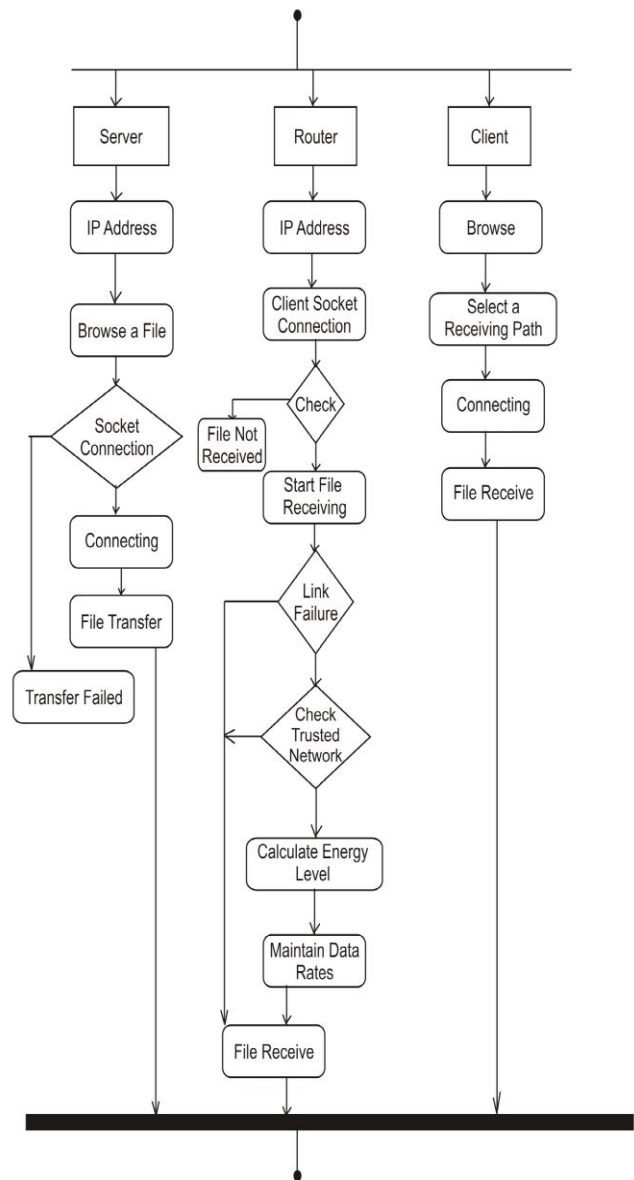 Server
IP Address
Browse a File
Socket
Connection
Connecting
File Transfer
Transfer Failed
Router
IP Address
Client Socket
Connection
Check
File Not
Received
Start File
Receiving
Link
Failure
Check
Trusted
Network
Calculate Energy
Level
Maintain Data
Rates
File Receive
Client
Browse
Select a
Receiving Path
Connecting
File Receive